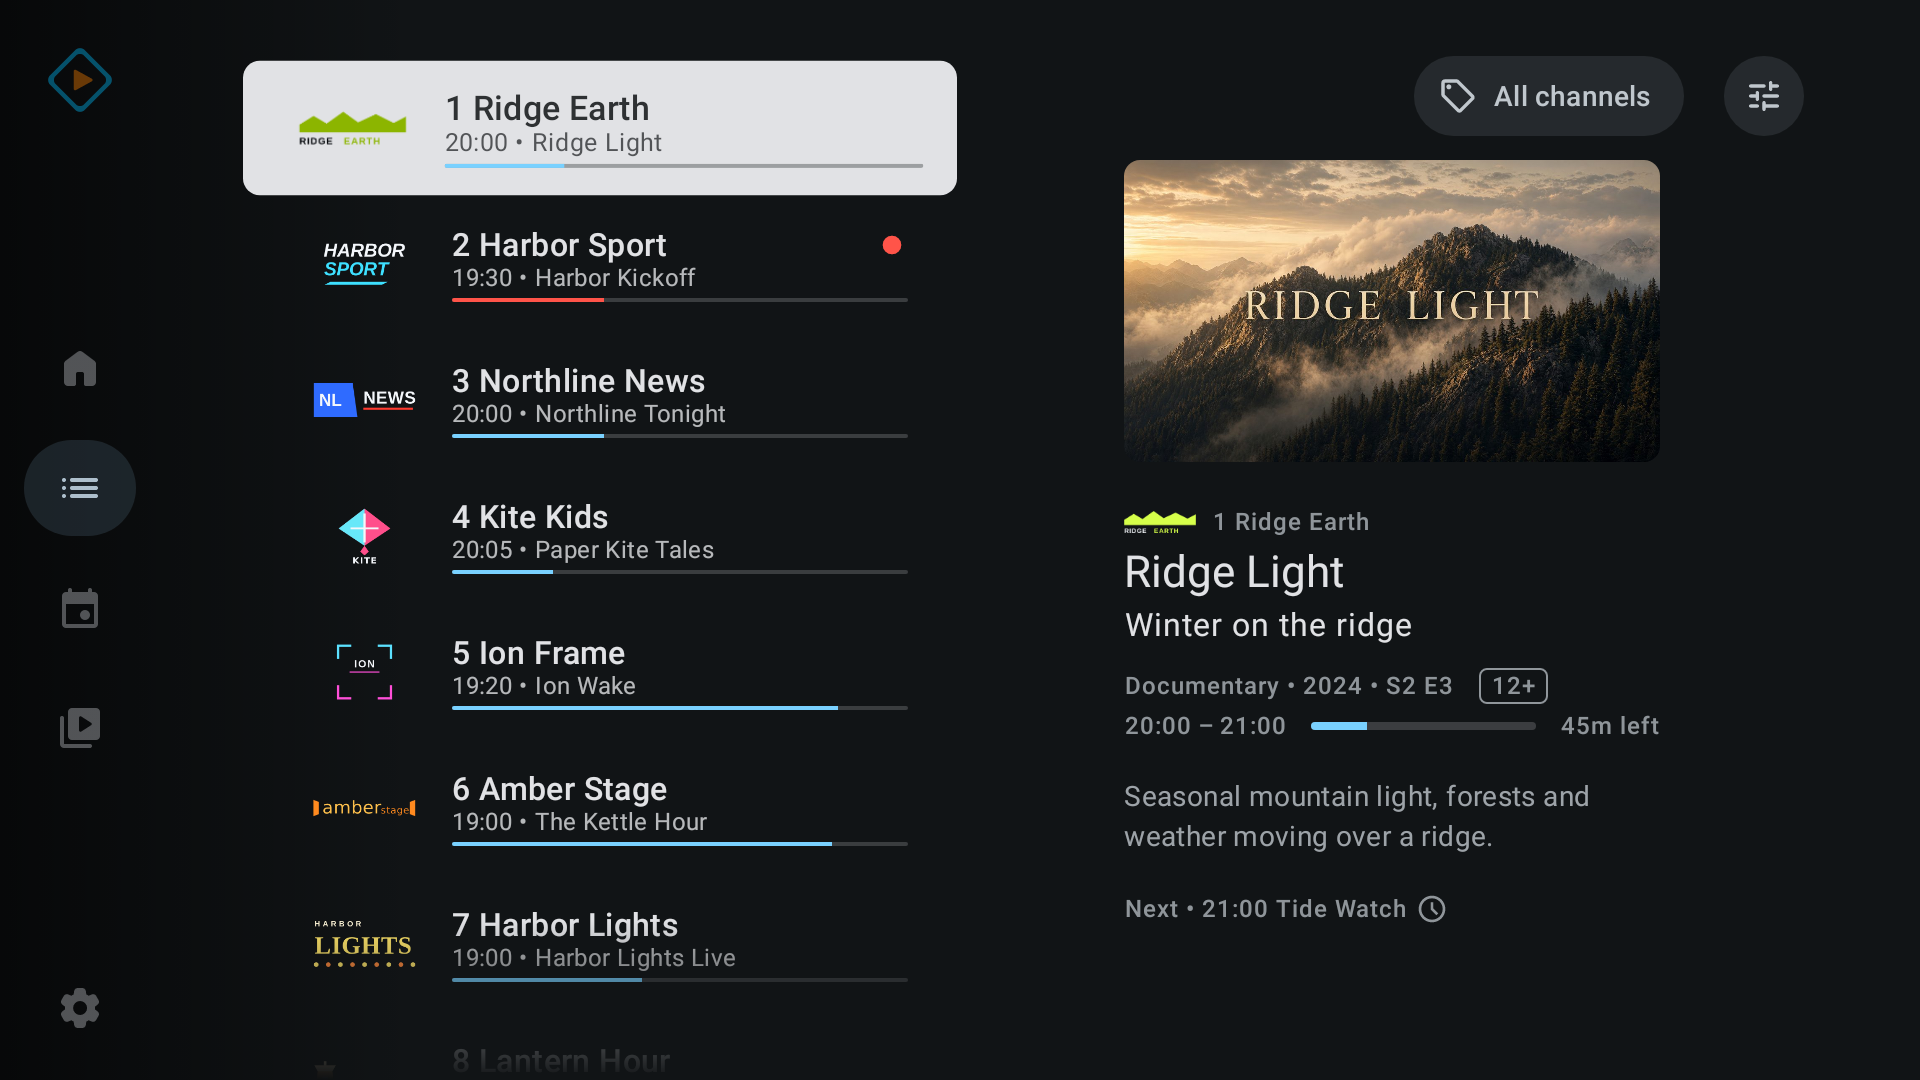 1 Ridge Earth
20:00 • Ridge Light
RIDGE EARTH
HARBOR
SPORT
2 Harbor Sport
19:30 • Harbor Kickoff
NL NEWS
3 Northline News
20:00 • Northline Tonight
KITE
4 Kite Kids
20:05 • Paper Kite Tales
ION
5 Ion Frame
19:20 • Ion Wake
amber stage
6 Amber Stage
19:00 • The Kettle Hour
HARBOR
LIGHTS
7 Harbor Lights
19:00 • Harbor Lights Live
8 Lantern Hour
All channels
RIDGE LIGHT
RIDGE EARTH
1 Ridge Earth
Ridge Light
Winter on the ridge
Documentary • 2024 • S2 E3 12+
20:00 – 21:00 45m left
Seasonal mountain light, forests and
weather moving over a ridge.
Next • 21:00 Tide Watch